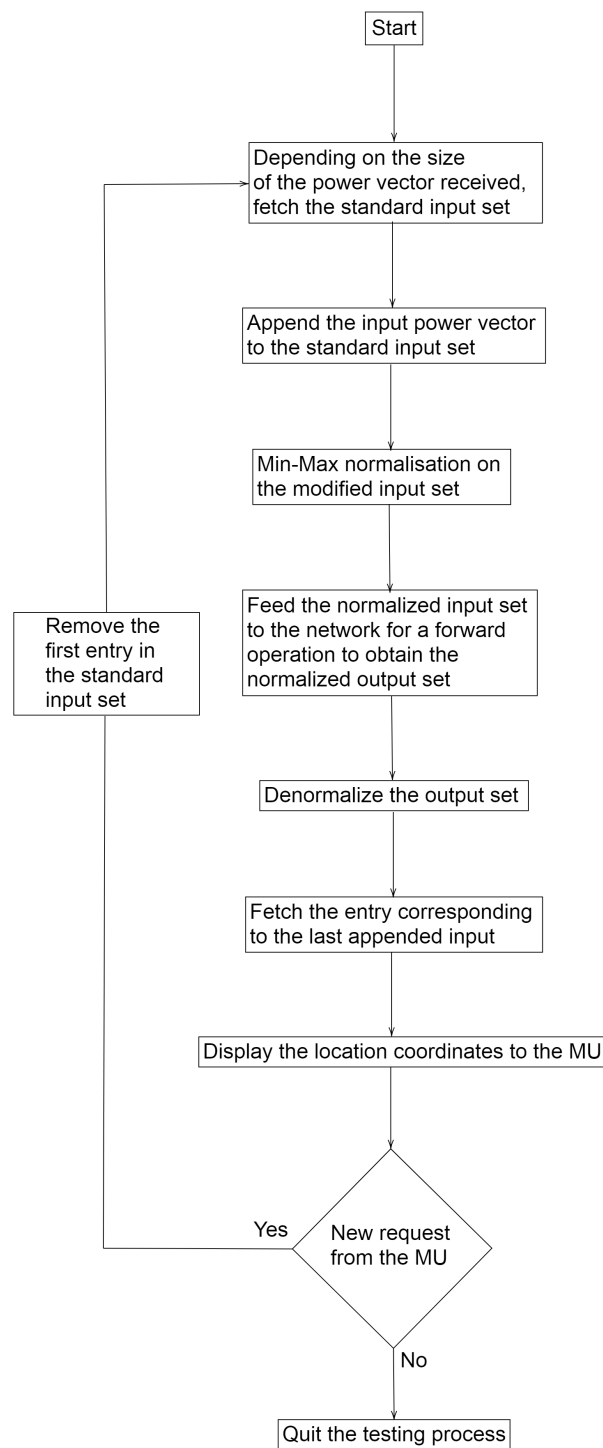 Start
Depending on the size
of the power vector received,
fetch the standard input set
Append the input power vector
to the standard input set
Min-Max normalisation on
the modified input set
Feed the normalized input set
to the network for a forward
operation to obtain the
normalized output set
Remove the
first entry in
the standard
input set
Denormalize the output set
Fetch the entry corresponding
to the last appended input
Display the location coordinates to the MU
Yes
New request
from the MU
No
Quit the testing process